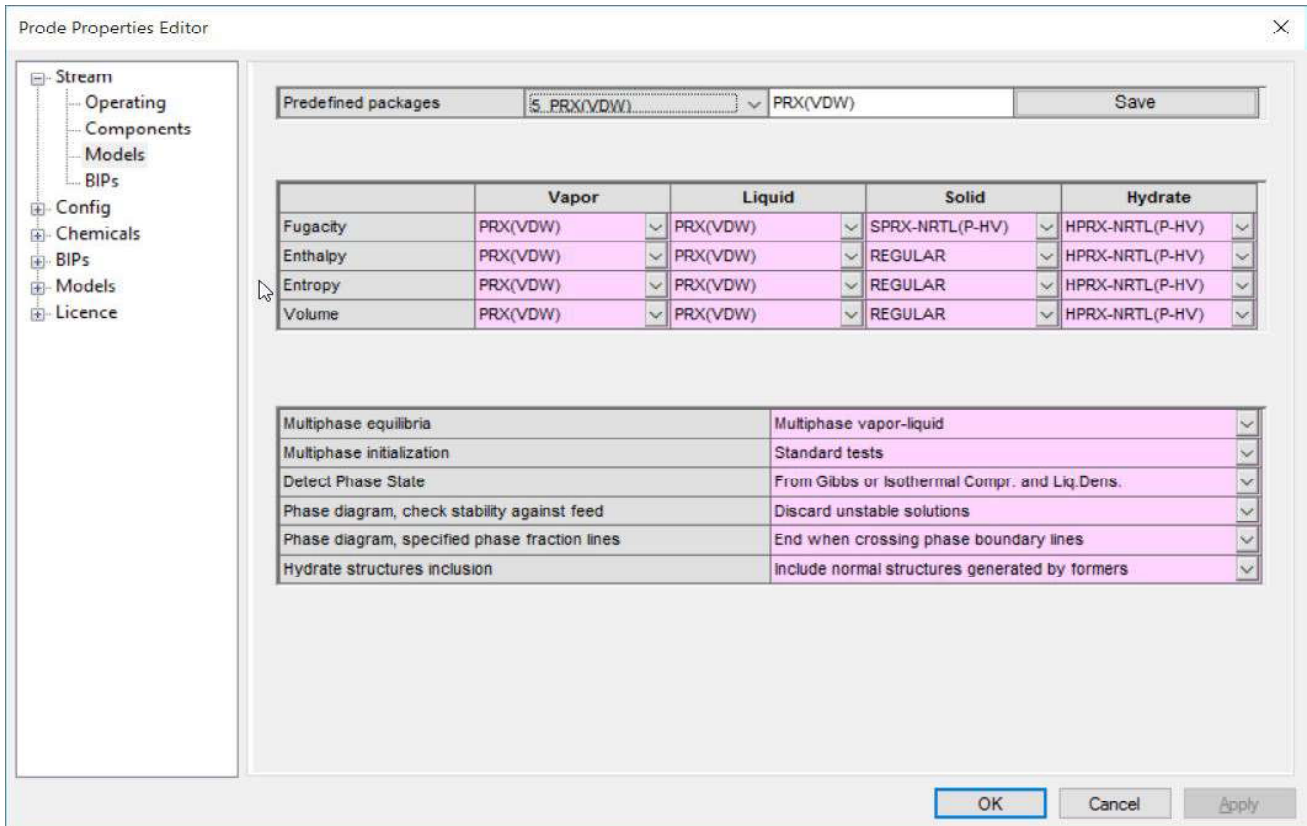 Prode Properties Editor
Stream
Operating
Components
Models
BIPs
Config
Chemicals
BIPs
Models
Licence
Predefined packages 5 PRX(VDW) PRX(VDW) Save
Vapor Liquid Solid Hydrate
Fugacity PRX(VDW) PRX(VDW) SPRX-NRTL(P-HV) HPRX-NRTL(P-HV)
Enthalpy PRX(VDW) PRX(VDW) REGULAR HPRX-NRTL(P-HV)
Entropy PRX(VDW) PRX(VDW) REGULAR HPRX-NRTL(P-HV)
Volume PRX(VDW) PRX(VDW) REGULAR HPRX-NRTL(P-HV)
Multiphase equilibria Multiphase vapor-liquid
Multiphase initialization Standard tests
Detect Phase State From Gibbs or Isothermal Compr. and Liq.Dens.
Phase diagram, check stability against feed Discard unstable solutions
Phase diagram, specified phase fraction lines End when crossing phase boundary lines
Hydrate structures inclusion Include normal structures generated by formers
OK Cancel Apply